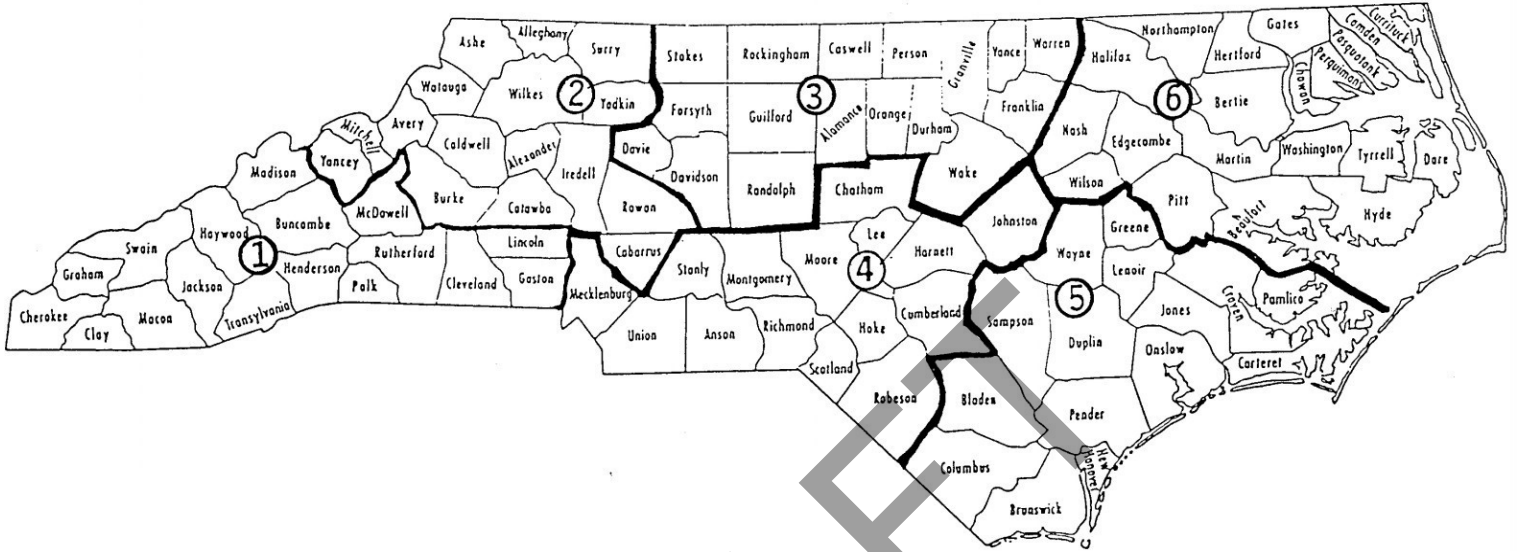 Ashe
Alleghany
Surry
Stokes
Rockingham
Caswell
Person
Granville
Vance
Warren
Halifax
Northampton
Gates
Hertford
Currituck
Camden
Pasquotank
Perquimans
Chowan
Watauga
Wilkes
2
Yadkin
Forsyth
Guilford
3
Alamance
Orange
Durham
Franklin
Nash
6
Bertie
Edgecombe
Mitchell
Avery
Caldwell
Alexander
Iredell
Davie
Davidson
Randolph
Chatham
Wake
Wilson
Martin
Washington
Tyrrell
Dare
Madison
Yancey
Burke
Catawba
Rowan
Johnston
Pitt
Beaufort
Hyde
Swain
Haywood
Buncombe
McDowell
Rutherford
Lincoln
Cabarrus
Stanly
Montgomery
Moore
Lee
Harnett
Wayne
Greene
Lenoir
Graham
Jackson
1
Henderson
Polk
Cleveland
Gaston
Mecklenburg
4
5
Craven
Pamlico
Cherokee
Clay
Macon
Transylvania
Union
Anson
Richmond
Hoke
Cumberland
Sampson
Duplin
Jones
Onslow
Carteret
Scotland
Robeson
Bladen
Pender
Columbus
New
Hanover
Brunswick